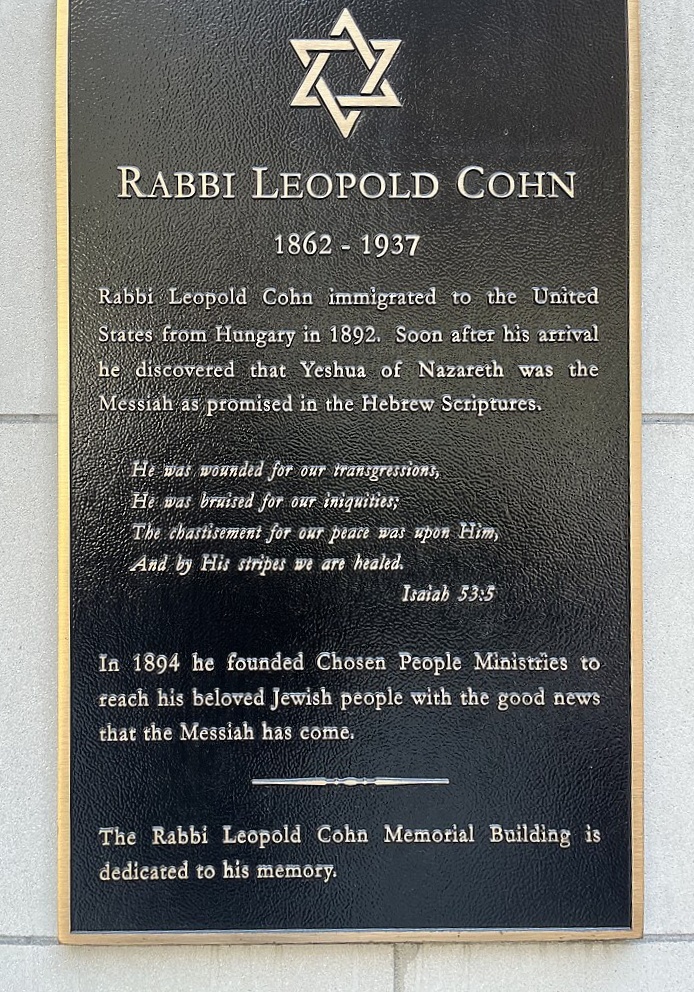 RABBI LEOPOLD COHN
1862 - 1937
Rabbi Leopold Cohn immigrated to the United
States from Hungary in 1892. Soon after his arrival
he discovered that Yeshua of Nazareth was the
Messiah as promised in the Hebrew Scriptures.
He was wounded for our transgressions,
He was bruised for our iniquities;
The chastisement for our peace was upon Him,
And by His stripes we are healed.
Isaiah 53:5
In 1894 he founded Chosen People Ministries to
reach his beloved Jewish people with the good news
that the Messiah has come.
The Rabbi Leopold Cohn Memorial Building is
dedicated to his memory.